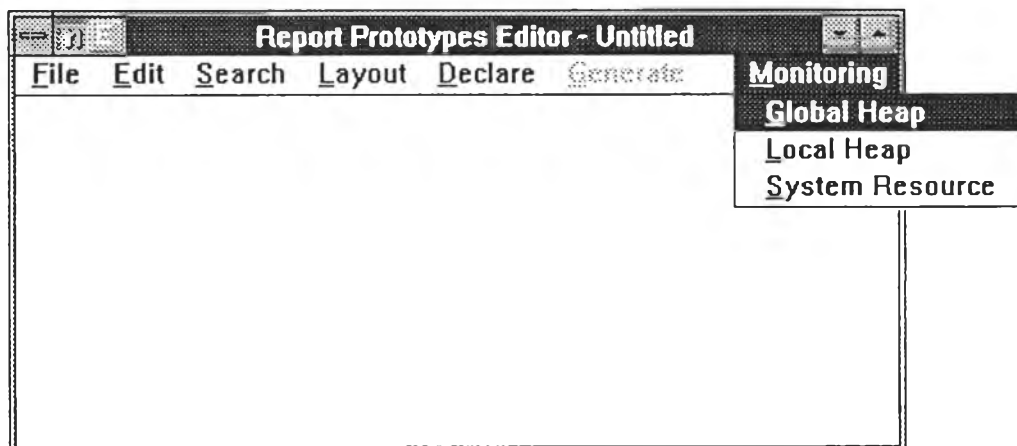 Report Prototypes Editor - Untitled
File Edit Search Layout Declare Generate Monitoring
Global Heap
Local Heap
System Resource